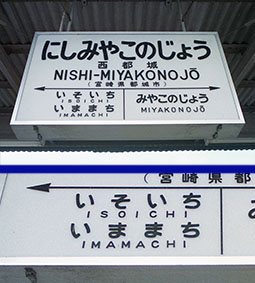 にしみやこのじょう
西都城
NISHI-MIYAKONOJŌ
(宮崎県都城市)
いそいち
ISOICHI
いままち
IMAMACHI
みやこのじょう
MIYAKONOJŌ
(宮崎県都
いそいち
ISOICHI
いままち
IMAMACHI
み